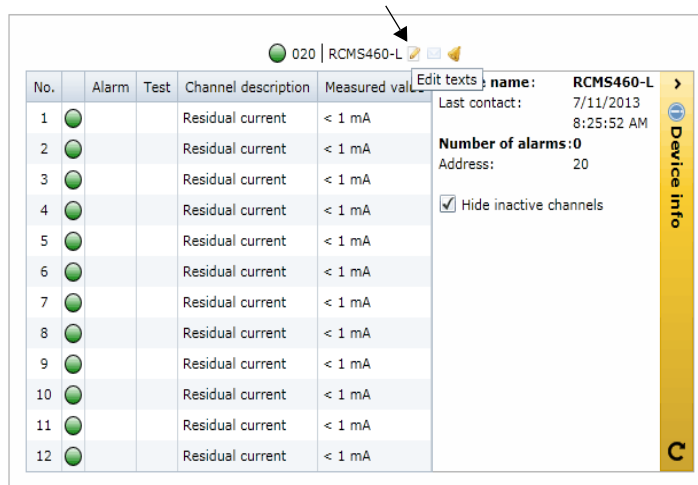 020 | RCMS460-L
Edit texts
No. Alarm Test Channel description Measured value
1 Residual current < 1 mA
2 Residual current < 1 mA
3 Residual current < 1 mA
4 Residual current < 1 mA
5 Residual current < 1 mA
6 Residual current < 1 mA
7 Residual current < 1 mA
8 Residual current < 1 mA
9 Residual current < 1 mA
10 Residual current < 1 mA
11 Residual current < 1 mA
12 Residual current < 1 mA
name: RCMS460-L
Last contact: 7/11/2013
8:25:52 AM
Number of alarms:0
Address: 20
Hide inactive channels
Device info